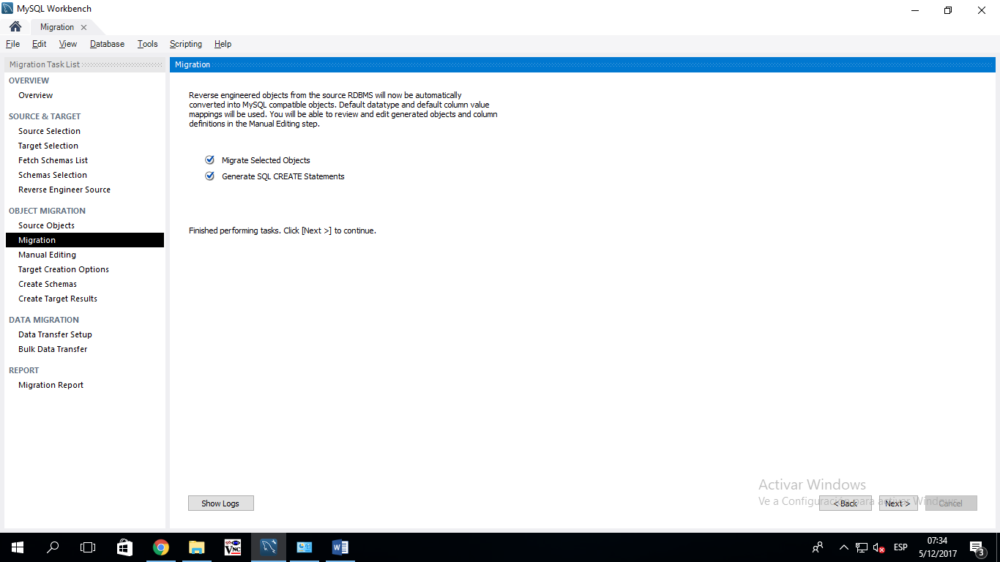 MySQL Workbench
Migration
File Edit View Database Tools Scripting Help
Migration Task List
OVERVIEW
Overview
SOURCE & TARGET
Source Selection
Target Selection
Fetch Schemas List
Schemas Selection
Reverse Engineer Source
OBJECT MIGRATION
Source Objects
Migration
Manual Editing
Target Creation Options
Create Schemas
Create Target Results
DATA MIGRATION
Data Transfer Setup
Bulk Data Transfer
REPORT
Migration Report
Migration
Reverse engineered objects from the source RDBMS will now be automatically
converted into MySQL compatible objects. Default datatype and default column value
mappings will be used. You will be able to review and edit generated objects and column
definitions in the Manual Editing step.
Migrate Selected Objects
Generate SQL CREATE Statements
Finished performing tasks. Click [Next >] to continue.
Show Logs
Activar Windows
Ve a Configuración para activar Windows.
< Back
Next >
Cancel
VNC
ESP
07:34
5/12/2017
3